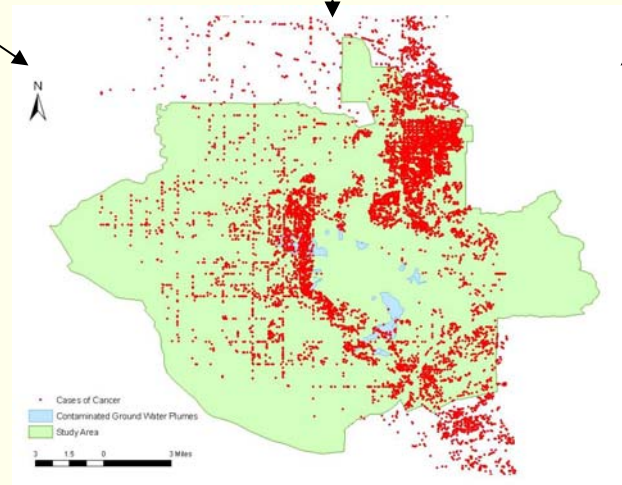 N
Cases of Cancer
Contaminated Ground Water Plumes
Study Area
3 1.5 0 3 Miles